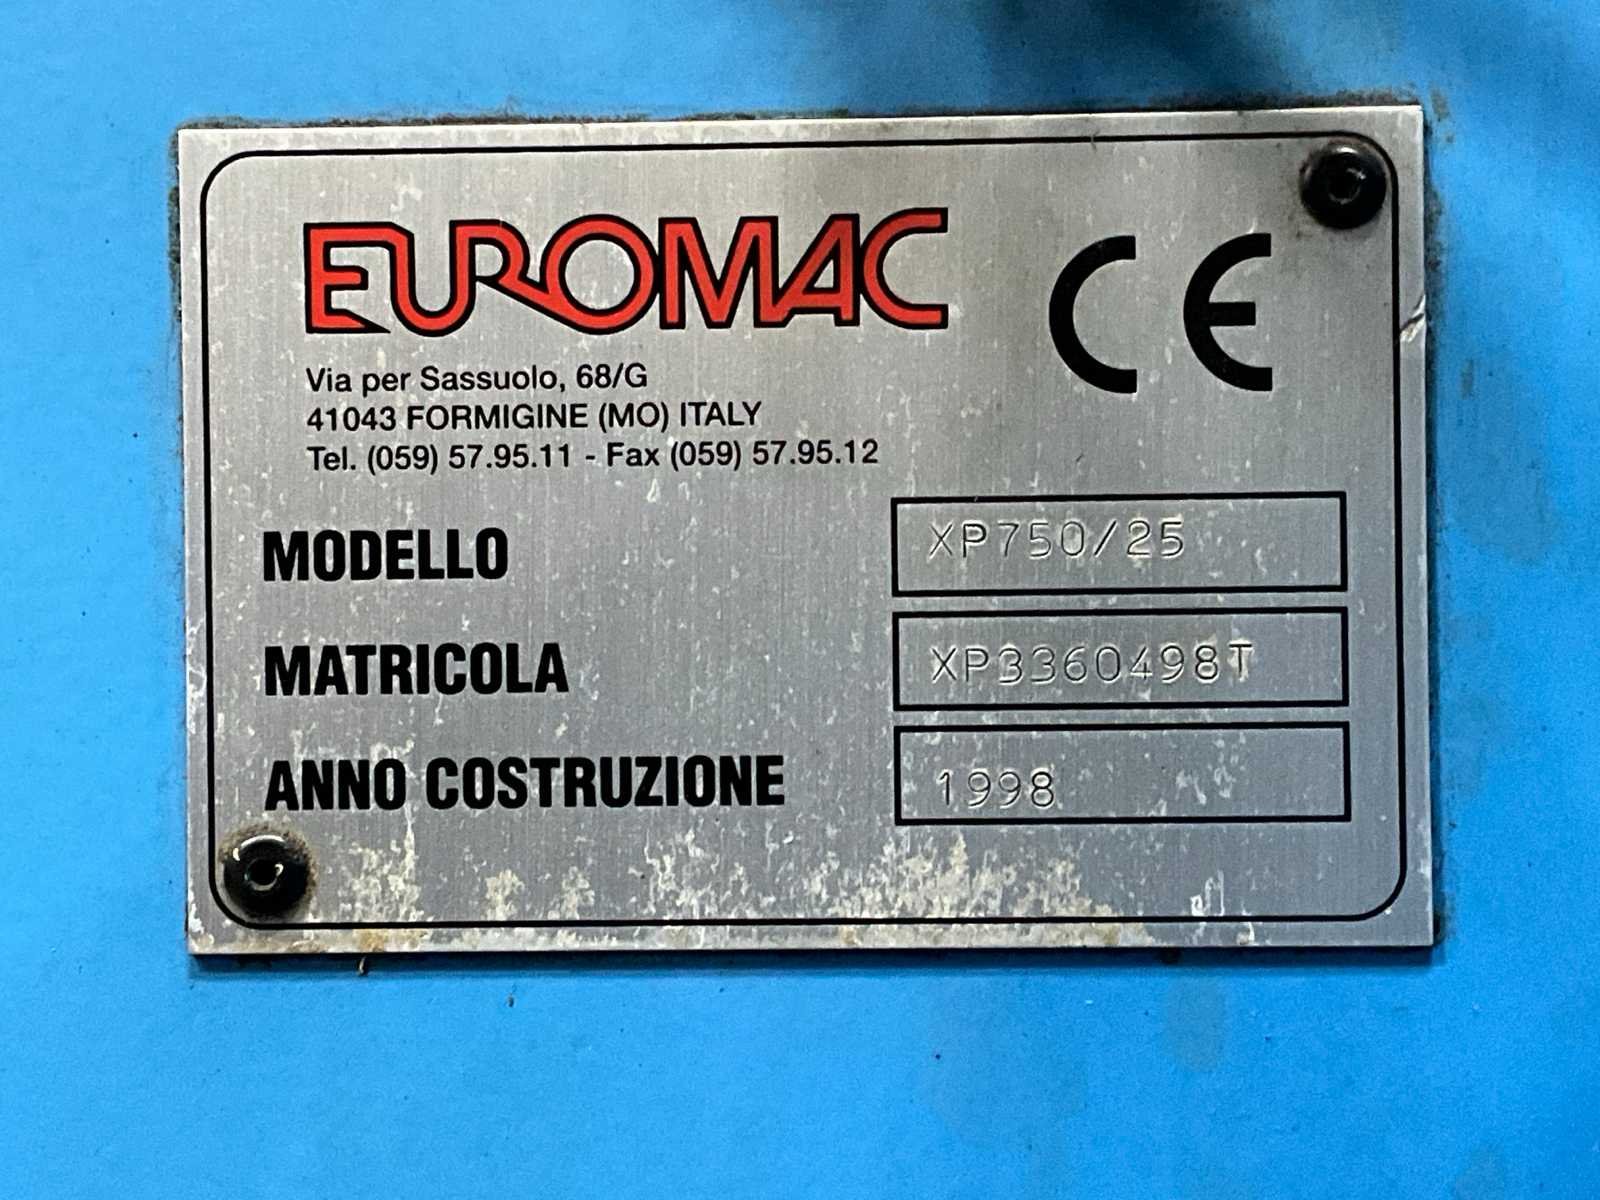 EUROMAC
CE
Via per Sassuolo, 68/G
41043 FORMIGINE (MO) ITALY
Tel. (059) 57.95.11 - Fax (059) 57.95.12
MODELLO XP750/25
MATRICOLA XP3360498T
ANNO COSTRUZIONE 1998